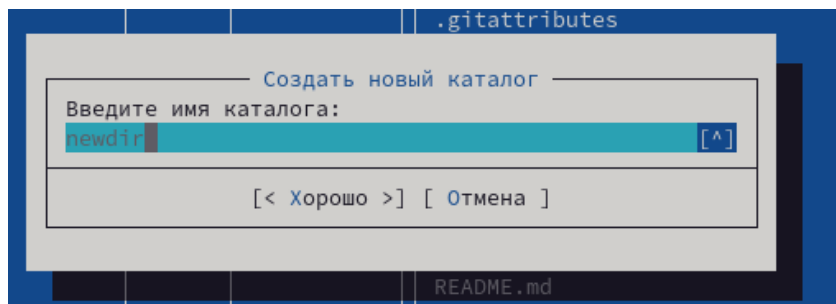 .gitattributes
Создать новый каталог
Введите имя каталога:
newdir [^]
[< Хорошо >] [ Отмена ]
README.md